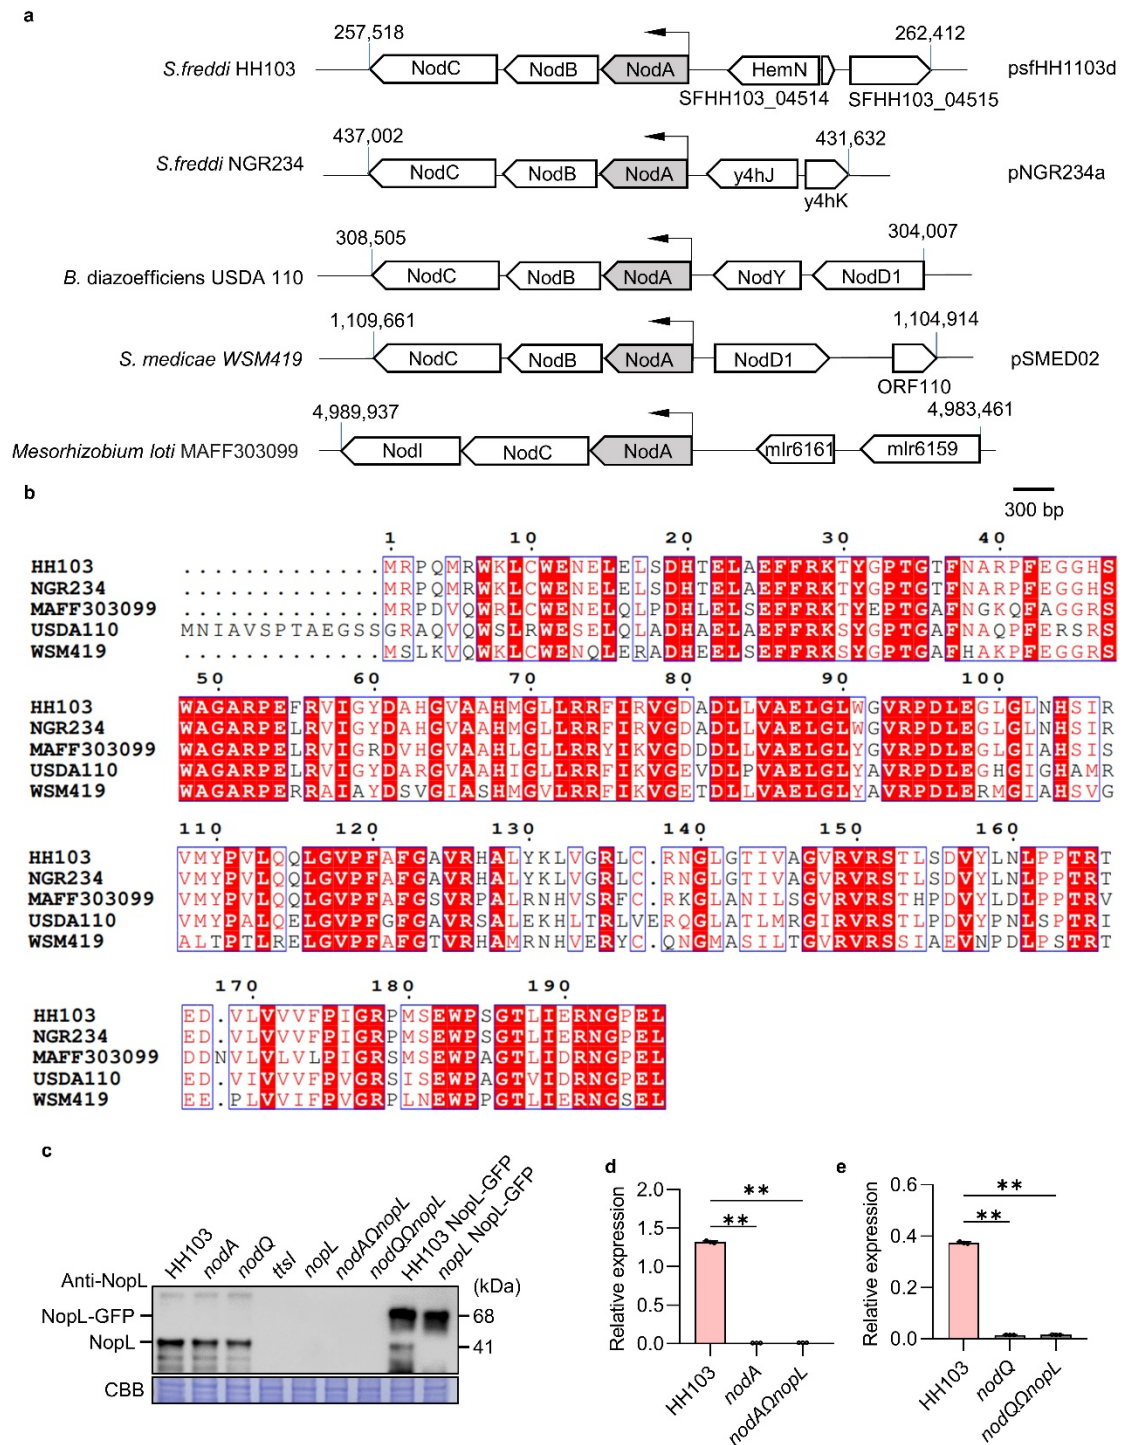 a
257,518 262,412
S.freddi HH103 NodC NodB NodA HemN psfHH1103d
SFHH103_04514 SFHH103_04515
437,002 431,632
S.freddi NGR234 NodC NodB NodA y4hJ pNGR234a
y4hK
308,505 304,007
B. diazoefficiens USDA 110 NodC NodB NodA NodY NodD1
1,109,661 1,104,914
S. medicae WSM419 NodC NodB NodA NodD1 pSMED02
ORF110
4,989,937 4,983,461
Mesorhizobium loti MAFF303099 NodI NodC NodA mlr6161 mlr6159
b
300 bp
1 10 20 30 40
HH103 .............MRPQMRWKLCWENELELSDHTELAEFFRKTYGPTGTFNARPFEGGHS
NGR234 .............MRPQVRWKLCWENELELSDHTELAEFFRKTYGPTGAFNARPFEGGHS
MAFF303099 .............MRPDVQWRLCWENELQLPDHLELSEFFRKTYEPTGAFNGKQFAGGRS
USDA110 MNIAVSPTAEGSSGRAQVQWSLRWESELQLADHAELAEFFRKSYGPTGAFNAQPFERSRS
WSM419 .............MSLKVQWKLCWENQLERADHEELSEFFRKSYGPTGAFHAKPFEGGRS
50 60 70 80 90 100
HH103 WAGARPEFRVIGYDAHGVAAHMGLLRRFIRVGDADLLVAELGLWGVRPDLEGLGLNHSIR
NGR234 WAGARPELRVIGYDAHGVAAHMGLLRRFIRVGDADLLVAELGLWGVRPDLEGLGLNHSIR
MAFF303099 WAGARPELRVIGRDVHGVAAHLGLLRRYIKVGDDDLLVAELGLYGVRPDLEGLGIAHSIS
USDA110 WAGARPELRVIGYDARGVAAHIGLLRRFIKVGEVDLPVAELGLYAVRPDLEGHGIGHAMR
WSM419 WAGARPERRAIAYDSVGIASHMGVLRRFIKVGETDLLVAELGLYAVRPDLERMGIAHSVG
110 120 130 140 150 160
HH103 VMYPVLQQLGVPFAFGAVRHALYKLVGRLC.RNGLGTIVAGVRVRSTLSDVYLNLPPTRT
NGR234 VMYPVLQQLGVPFAFGAVRHALYKLVGRLC.RNGLGTIVAGVRVRSTLSDVYLNLPPTRT
MAFF303099 VMYPVLQQLGVPFAFGAVRPALRNHVSRFC.RKGLANILSGVRVRSTHPDVYLDLPPTRV
USDA110 VMYPALQELGVPFGFGAVRSALEKHLTRLVERQGLATLMRGIRVRSTLPDVYPNLSPTRI
WSM419 ALTPTLRELGVPFAFGTVRHAMRNHVERYC.QNGMASILTGVRVRSSIAEVNPDLPSTRT
170 180 190
HH103 ED.VLVVVFPIGRPMSEWPSGTLIERNGPEL
NGR234 ED.VLVVVFPIGRPMSEWPSGTLIERNGPEL
MAFF303099 DDNVLVLVLPIGRSMSEWPAGTLIDRNGPEL
USDA110 ED.VIVVVFPVGRSISEWPAGTVIDRNGPEL
WSM419 EE.PLVVIFPVGRPLNEWPPGTLIERNGSEL
c
HH103 nodA nodQ ttsI nopL nodAΩnopL nodQΩnopL HH103 NopL-GFP nopL NopL-GFP
Anti-NopL (kDa)
NopL-GFP 68
NopL 41
CBB
d
Relative expression
2.0
1.5
1.0
0.5
0.0
**
**
HH103 nodA nodAΩnopL
e
Relative expression
0.6
0.4
0.2
0.0
**
**
HH103 nodQ nodQΩnopL